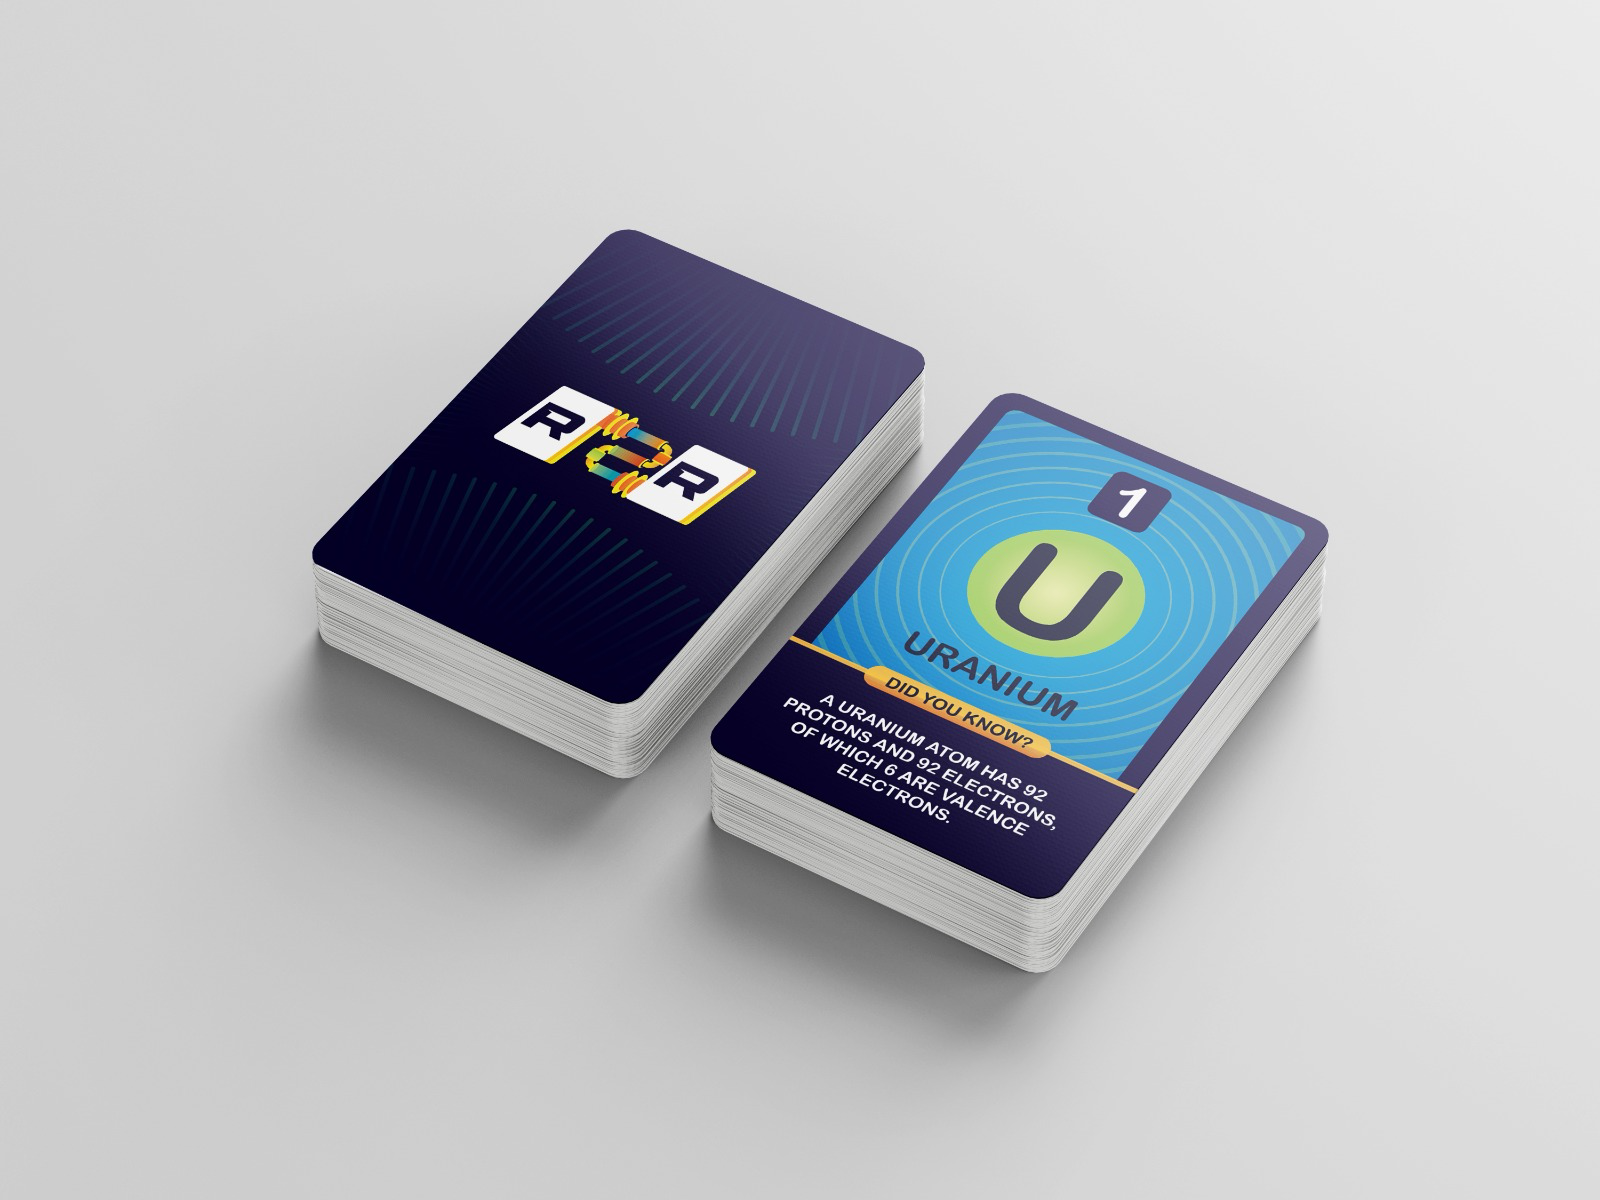 R2R
1
U
URANIUM
DID YOU KNOW?
A URANIUM ATOM HAS 92
PROTONS AND 92 ELECTRONS,
OF WHICH 6 ARE VALENCE
ELECTRONS.